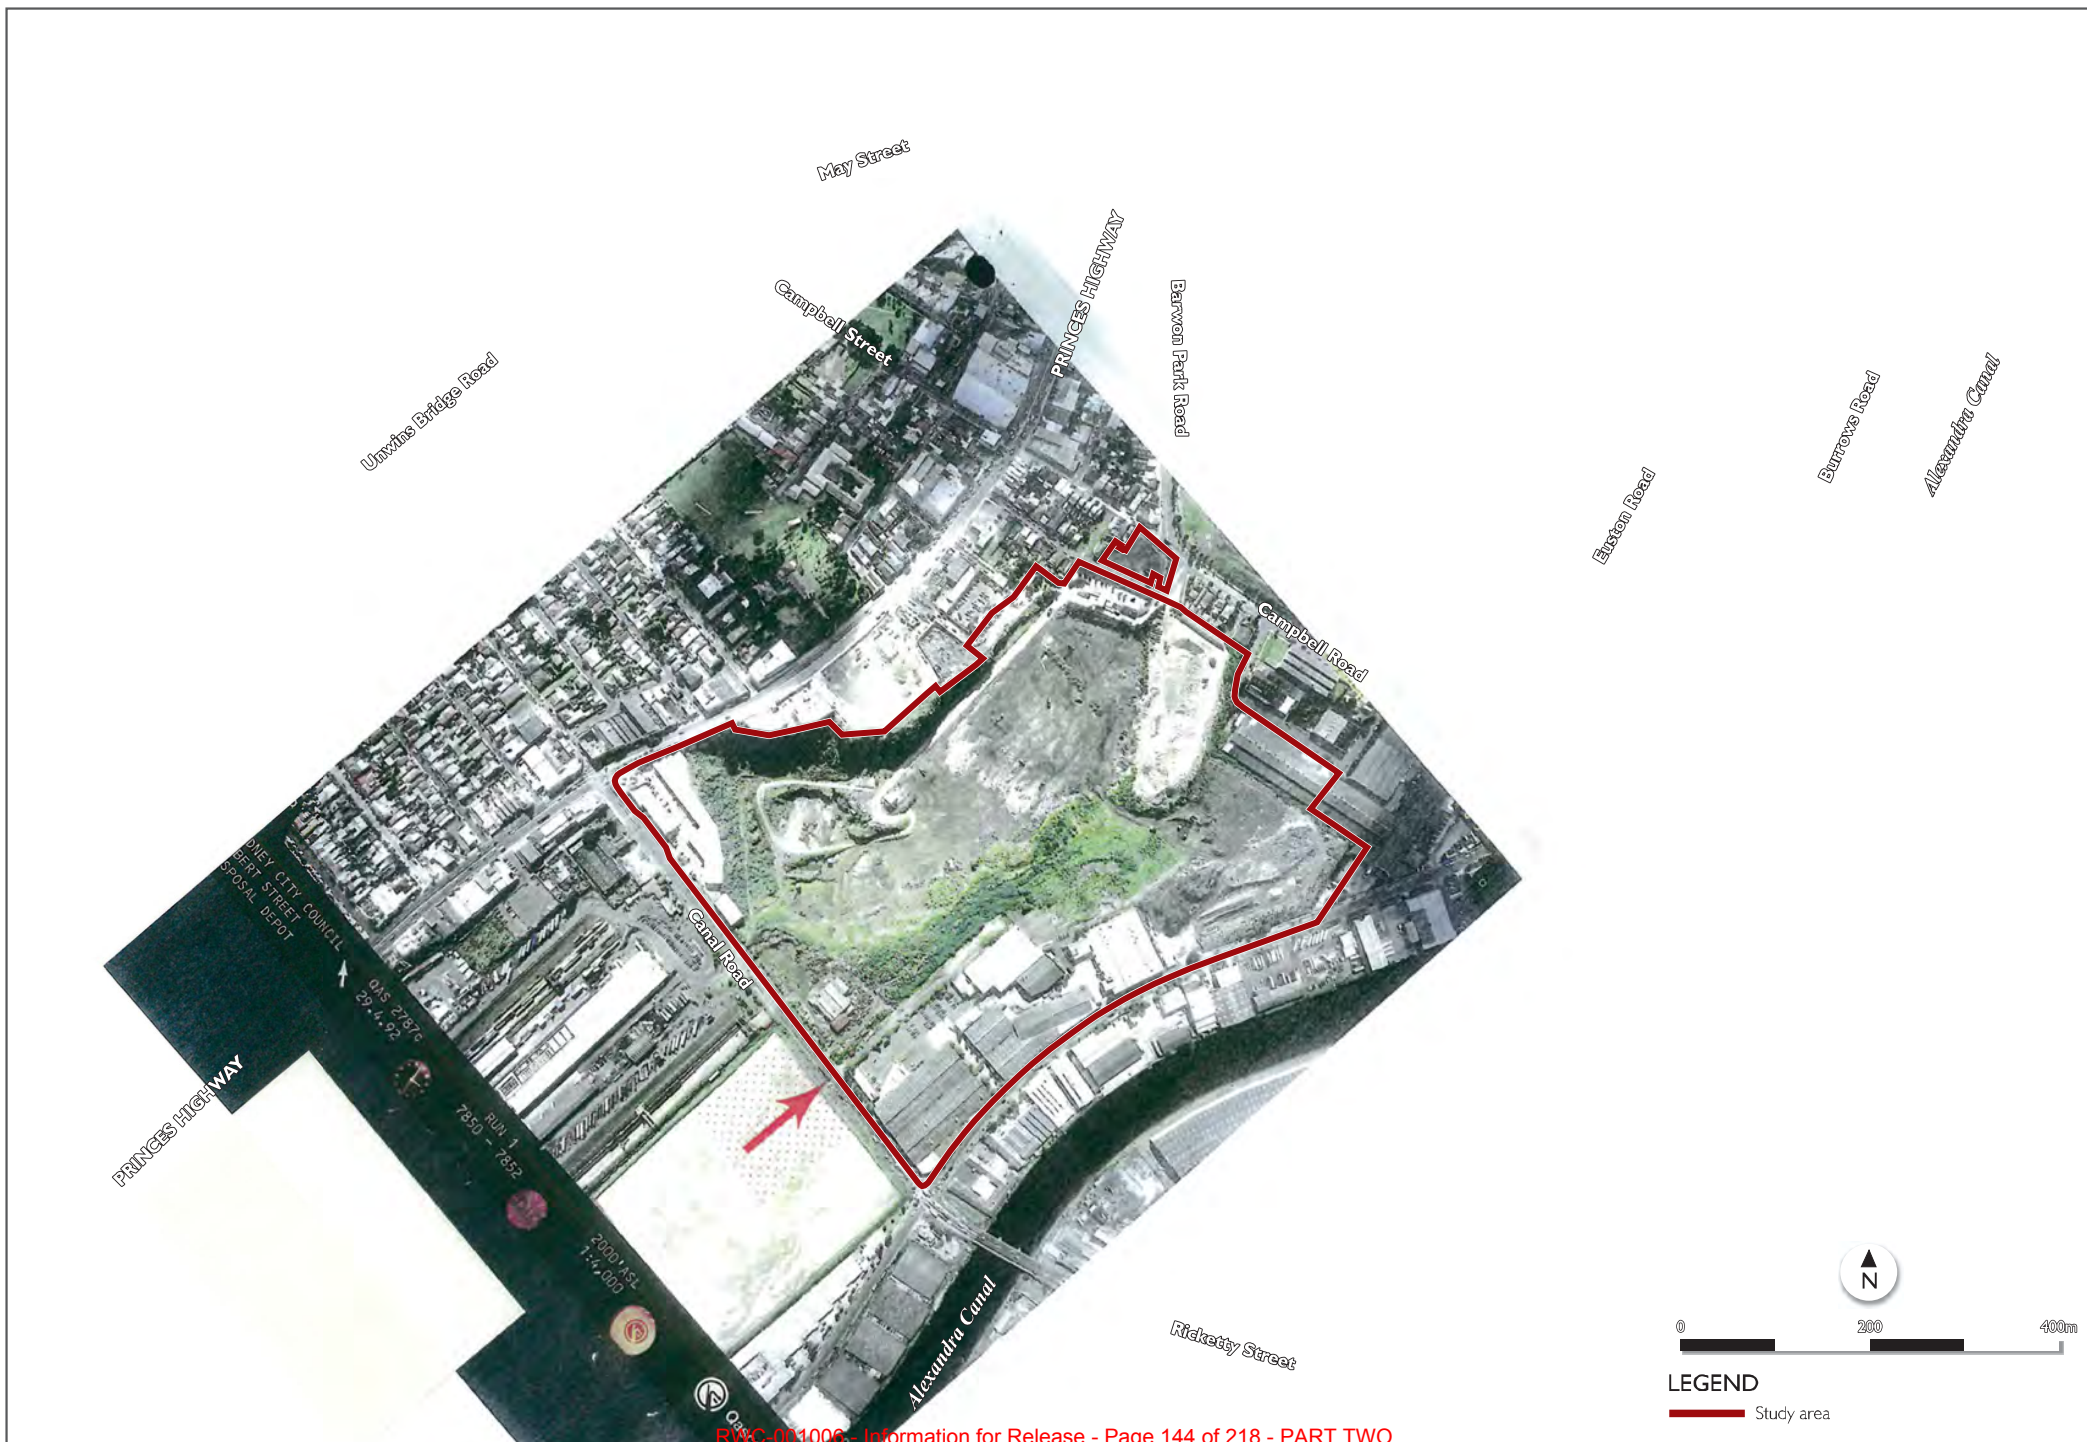 May Street
PRINCES HIGHWAY
Campbell Street
Barwon Park Road
Unwins Bridge Road
Burrows Road
Alexandra Canal
Euston Road
Campbell Road
DNEY CITY COUNCIL
BERT STREET
SPOSAL DEPOT
Canal Road
QAS 2787C
29.4.92
PRINCES HIGHWAY
RUN 1
7850 - 7852
2000'ASL
1:4,000
Alexandra Canal
Ricketty Street
N
0 200 400m
LEGEND
Study area
RWC-001006 - Information for Release - Page 144 of 218 - PART TWO